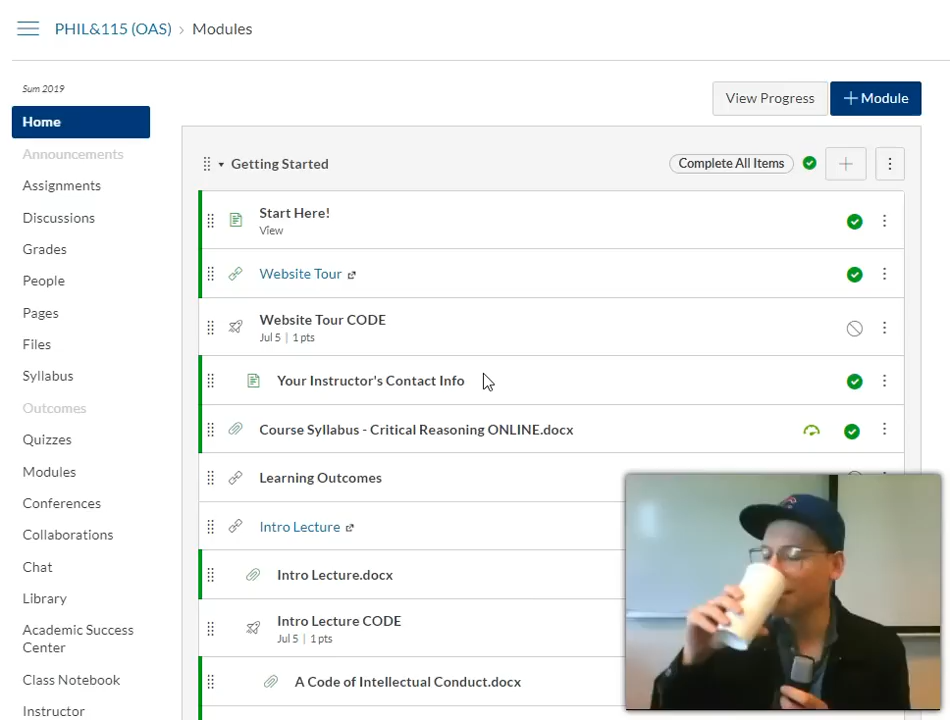 PHIL&115 (OAS) › Modules
Sum 2019
View Progress
+ Module
Home
Announcements
Assignments
Discussions
Grades
People
Pages
Files
Syllabus
Outcomes
Quizzes
Modules
Conferences
Collaborations
Chat
Library
Academic Success
Center
Class Notebook
Instructor
Getting Started
Complete All Items
Start Here!
View
Website Tour
Website Tour CODE
Jul 5 | 1 pts
Your Instructor's Contact Info
Course Syllabus - Critical Reasoning ONLINE.docx
Learning Outcomes
Intro Lecture
Intro Lecture.docx
Intro Lecture CODE
Jul 5 | 1 pts
A Code of Intellectual Conduct.docx